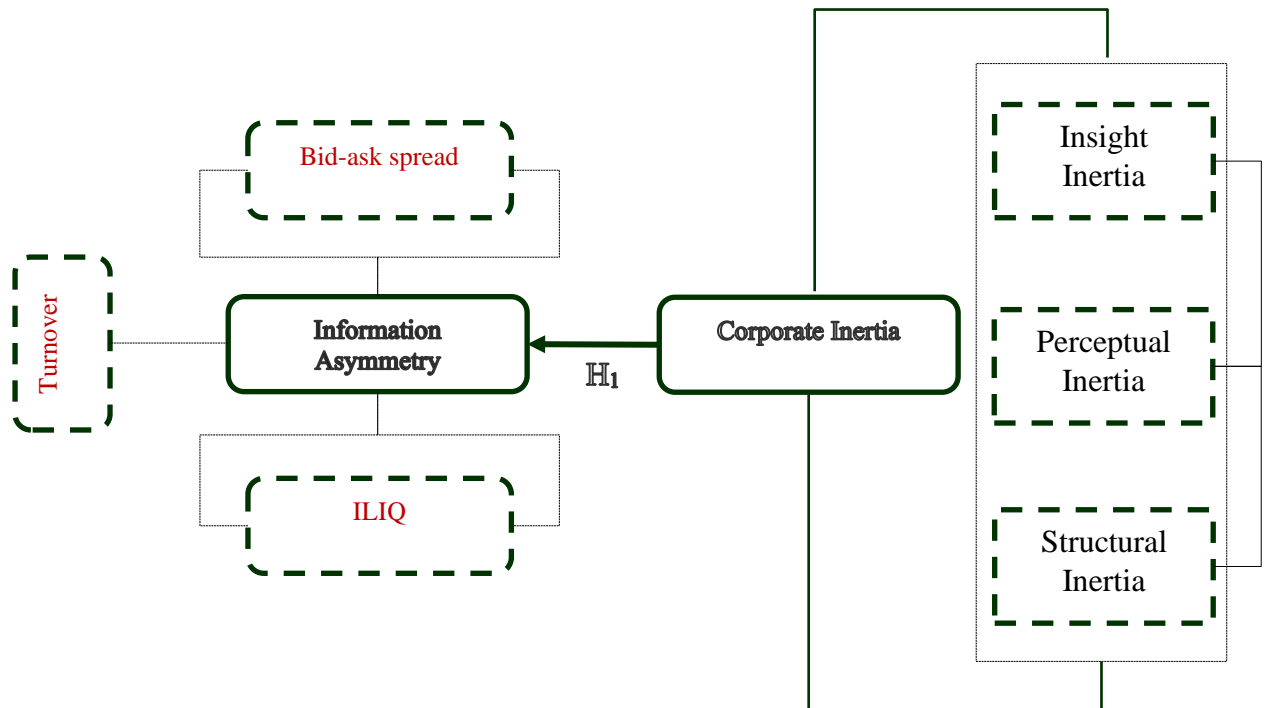 Bid-ask spread
Turnover
Information
Asymmetry
ℍ₁
Corporate Inertia
ILIQ
Insight
Inertia
Perceptual
Inertia
Structural
Inertia